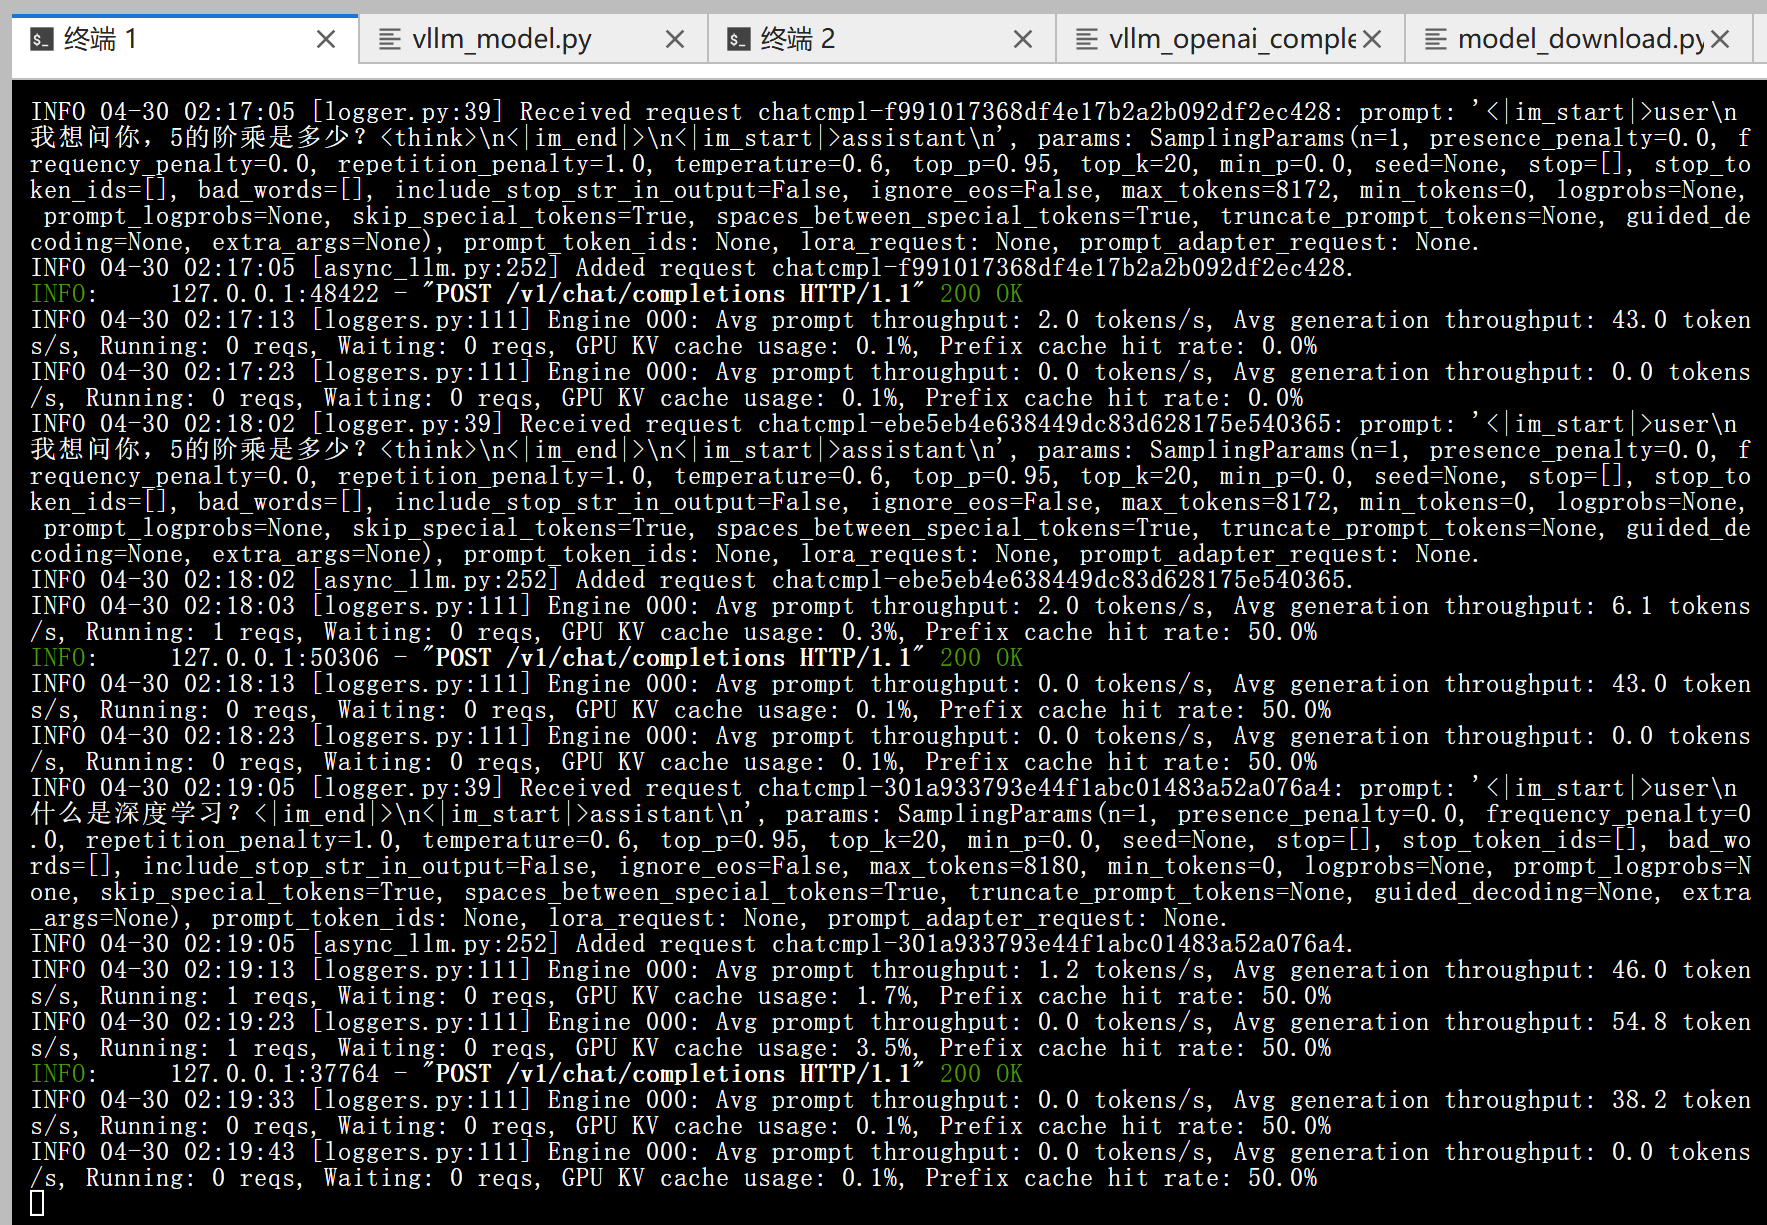 终端 1
vllm_model.py
终端 2
vllm_openai_comple
model_download.py
INFO 04-30 02:17:05 [logger.py:39] Received request chatcmpl-f991017368df4e17b2a2b092df2ec428: prompt: '<|im_start|>user\n
我想问你，5的阶乘是多少？<think>\n<|im_end|>\n<|im_start|>assistant\n', params: SamplingParams(n=1, presence_penalty=0.0, f
requency_penalty=0.0, repetition_penalty=1.0, temperature=0.6, top_p=0.95, top_k=20, min_p=0.0, seed=None, stop=[], stop_to
ken_ids=[], bad_words=[], include_stop_str_in_output=False, ignore_eos=False, max_tokens=8172, min_tokens=0, logprobs=None,
 prompt_logprobs=None, skip_special_tokens=True, spaces_between_special_tokens=True, truncate_prompt_tokens=None, guided_de
coding=None, extra_args=None), prompt_token_ids: None, lora_request: None, prompt_adapter_request: None.
INFO 04-30 02:17:05 [async_llm.py:252] Added request chatcmpl-f991017368df4e17b2a2b092df2ec428.
INFO:     127.0.0.1:48422 - "POST /v1/chat/completions HTTP/1.1" 200 OK
INFO 04-30 02:17:13 [loggers.py:111] Engine 000: Avg prompt throughput: 2.0 tokens/s, Avg generation throughput: 43.0 token
s/s, Running: 0 reqs, Waiting: 0 reqs, GPU KV cache usage: 0.1%, Prefix cache hit rate: 0.0%
INFO 04-30 02:17:23 [loggers.py:111] Engine 000: Avg prompt throughput: 0.0 tokens/s, Avg generation throughput: 0.0 tokens
/s, Running: 0 reqs, Waiting: 0 reqs, GPU KV cache usage: 0.1%, Prefix cache hit rate: 0.0%
INFO 04-30 02:18:02 [logger.py:39] Received request chatcmpl-ebe5eb4e638449dc83d628175e540365: prompt: '<|im_start|>user\n
我想问你，5的阶乘是多少？<think>\n<|im_end|>\n<|im_start|>assistant\n', params: SamplingParams(n=1, presence_penalty=0.0, f
requency_penalty=0.0, repetition_penalty=1.0, temperature=0.6, top_p=0.95, top_k=20, min_p=0.0, seed=None, stop=[], stop_to
ken_ids=[], bad_words=[], include_stop_str_in_output=False, ignore_eos=False, max_tokens=8172, min_tokens=0, logprobs=None,
 prompt_logprobs=None, skip_special_tokens=True, spaces_between_special_tokens=True, truncate_prompt_tokens=None, guided_de
coding=None, extra_args=None), prompt_token_ids: None, lora_request: None, prompt_adapter_request: None.
INFO 04-30 02:18:02 [async_llm.py:252] Added request chatcmpl-ebe5eb4e638449dc83d628175e540365.
INFO 04-30 02:18:03 [loggers.py:111] Engine 000: Avg prompt throughput: 2.0 tokens/s, Avg generation throughput: 6.1 tokens
/s, Running: 1 reqs, Waiting: 0 reqs, GPU KV cache usage: 0.3%, Prefix cache hit rate: 50.0%
INFO:     127.0.0.1:50306 - "POST /v1/chat/completions HTTP/1.1" 200 OK
INFO 04-30 02:18:13 [loggers.py:111] Engine 000: Avg prompt throughput: 0.0 tokens/s, Avg generation throughput: 43.0 token
s/s, Running: 0 reqs, Waiting: 0 reqs, GPU KV cache usage: 0.1%, Prefix cache hit rate: 50.0%
INFO 04-30 02:18:23 [loggers.py:111] Engine 000: Avg prompt throughput: 0.0 tokens/s, Avg generation throughput: 0.0 tokens
/s, Running: 0 reqs, Waiting: 0 reqs, GPU KV cache usage: 0.1%, Prefix cache hit rate: 50.0%
INFO 04-30 02:19:05 [logger.py:39] Received request chatcmpl-301a933793e44f1abc01483a52a076a4: prompt: '<|im_start|>user\n
什么是深度学习？<|im_end|>\n<|im_start|>assistant\n', params: SamplingParams(n=1, presence_penalty=0.0, frequency_penalty=0
.0, repetition_penalty=1.0, temperature=0.6, top_p=0.95, top_k=20, min_p=0.0, seed=None, stop=[], stop_token_ids=[], bad_wo
rds=[], include_stop_str_in_output=False, ignore_eos=False, max_tokens=8180, min_tokens=0, logprobs=None, prompt_logprobs=N
one, skip_special_tokens=True, spaces_between_special_tokens=True, truncate_prompt_tokens=None, guided_decoding=None, extra
_args=None), prompt_token_ids: None, lora_request: None, prompt_adapter_request: None.
INFO 04-30 02:19:05 [async_llm.py:252] Added request chatcmpl-301a933793e44f1abc01483a52a076a4.
INFO 04-30 02:19:13 [loggers.py:111] Engine 000: Avg prompt throughput: 1.2 tokens/s, Avg generation throughput: 46.0 token
s/s, Running: 1 reqs, Waiting: 0 reqs, GPU KV cache usage: 1.7%, Prefix cache hit rate: 50.0%
INFO 04-30 02:19:23 [loggers.py:111] Engine 000: Avg prompt throughput: 0.0 tokens/s, Avg generation throughput: 54.8 token
s/s, Running: 1 reqs, Waiting: 0 reqs, GPU KV cache usage: 3.5%, Prefix cache hit rate: 50.0%
INFO:     127.0.0.1:37764 - "POST /v1/chat/completions HTTP/1.1" 200 OK
INFO 04-30 02:19:33 [loggers.py:111] Engine 000: Avg prompt throughput: 0.0 tokens/s, Avg generation throughput: 38.2 token
s/s, Running: 0 reqs, Waiting: 0 reqs, GPU KV cache usage: 0.1%, Prefix cache hit rate: 50.0%
INFO 04-30 02:19:43 [loggers.py:111] Engine 000: Avg prompt throughput: 0.0 tokens/s, Avg generation throughput: 0.0 tokens
/s, Running: 0 reqs, Waiting: 0 reqs, GPU KV cache usage: 0.1%, Prefix cache hit rate: 50.0%